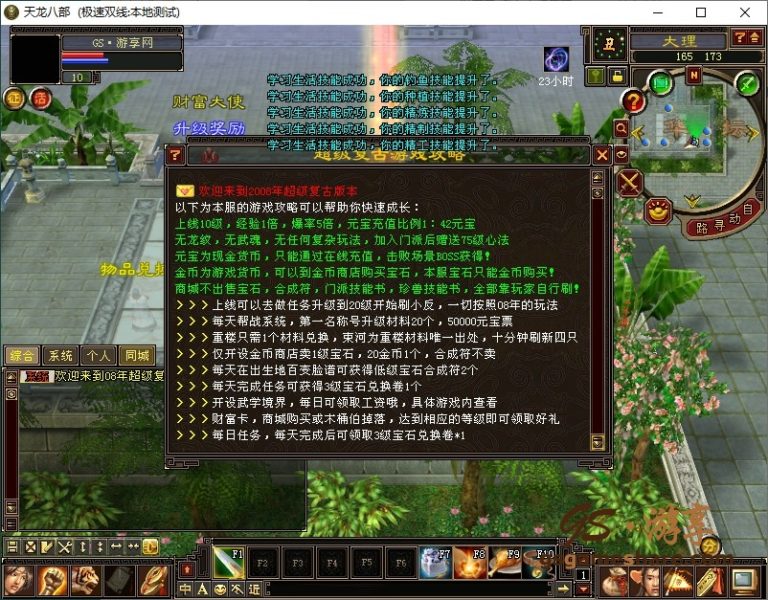 天龙八部 (极速双线:本地测试)
GS·游享网
10
征
活
财富大使
升级奖励
学习生活技能成功，你的钓鱼技能提升了。
学习生活技能成功，你的种植技能提升了。
学习生活技能成功，你的精炼技能提升了。
学习生活技能成功，你的精制技能提升了。
学习生活技能成功，你的精工技能提升了。
23小时
丑
大理
165 173
N
自动寻路
超级复古游戏攻略
欢迎来到2008年超级复古版本
以下为本服的游戏攻略可以帮助你快速成长：
上线10级，经验1倍，爆率5倍，元宝充值比例1：42元宝
无龙纹，无武魂，无任何复杂玩法，加入门派后赠送75级心法
元宝为现金货币，只能通过在线充值，击败场景BOSS获得！
金币为游戏货币，可以到金币商店购买宝石，本服宝石只能金币购买！
商城不出售宝石，合成符，门派技能书，珍兽技能书，全部靠玩家自行刷！
＞＞＞上线可以去做任务升级到20级开始刷小反，一切按照08年的玩法
＞＞＞每天帮战系统，第一名称号升级材料20个，50000元宝票
＞＞＞重楼只需1个材料兑换，束河为重楼材料唯一出处，十分钟刷新四只
＞＞＞仅开设金币商店卖1级宝石，20金币1个，合成符不卖
＞＞＞每天在出生地百变脸谱可获得低级宝石合成符2个
＞＞＞每天完成任务可获得3级宝石兑换卷1个
＞＞＞开设武学境界，每日可领取工资哦，具体游戏内查看
＞＞＞财富卡，商城购买或木桶伯掉落，达到相应的等级即可领取好礼
＞＞＞每日任务，每天完成后可领取3级宝石兑换卷*1
物品兑换
综合 系统 个人 同城
系统 欢迎来到08年超级复
F1 F2 F3 F4 F5 F6 F7 F8 F9 F10
中 A 不 近
1
GS·游享